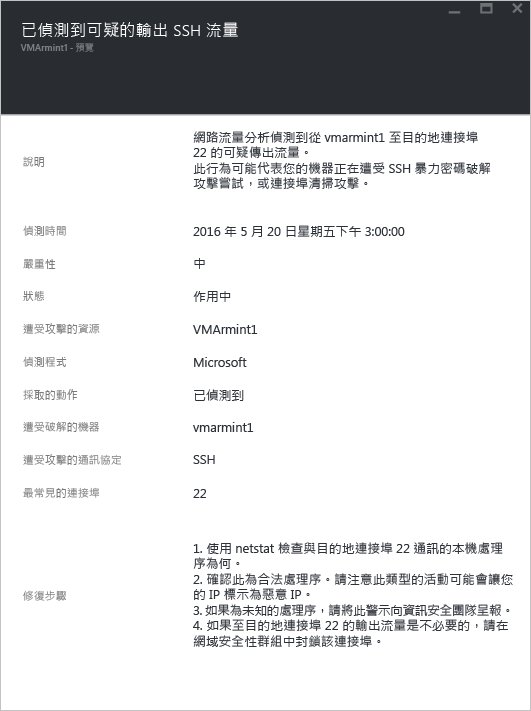 已偵測到可疑的輸出 SSH 流量
VMArmint1 - 預覽
說明
網路流量分析偵測到從 vmarmint1 至目的地連接埠
22 的可疑傳出流量。
此行為可能代表您的機器正在遭受 SSH 暴力密碼破解
攻擊嘗試，或連接埠清掃攻擊。
偵測時間
2016 年 5 月 20 日星期五下午 3:00:00
嚴重性
中
狀態
作用中
遭受攻擊的資源
VMArmint1
偵測程式
Microsoft
採取的動作
已偵測到
遭受破解的機器
vmarmint1
遭受攻擊的通訊協定
SSH
最常見的連接埠
22
修復步驟
1. 使用 netstat 檢查與目的地連接埠 22 通訊的本機處理
序為何。
2. 確認此為合法處理序。請注意此類型的活動可能會讓您
的 IP 標示為惡意 IP。
3. 如果為未知的處理序，請將此警示向資訊安全團隊呈報。
4. 如果至目的地連接埠 22 的輸出流量是不必要的，請在
網域安全性群組中封鎖該連接埠。